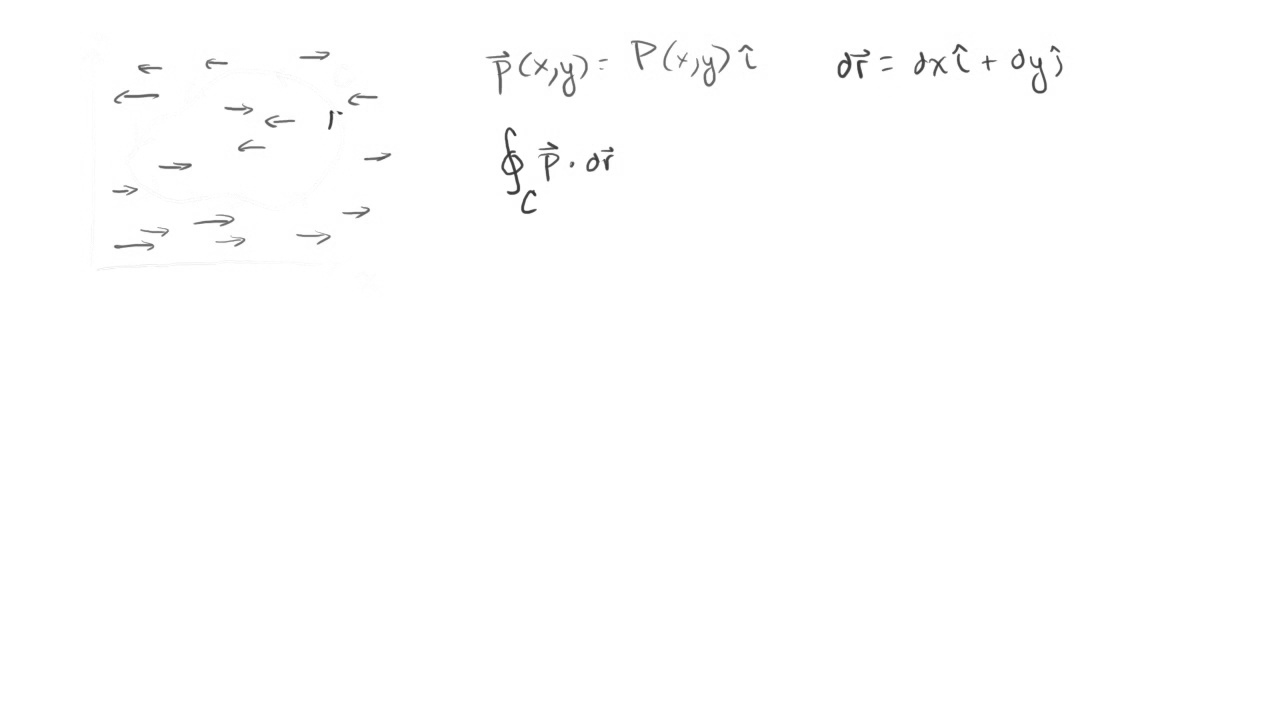 p⃗(x,y) = P(x,y) î    dr⃗ = dx î + dy ĵ
∮_C p⃗ · dr⃗